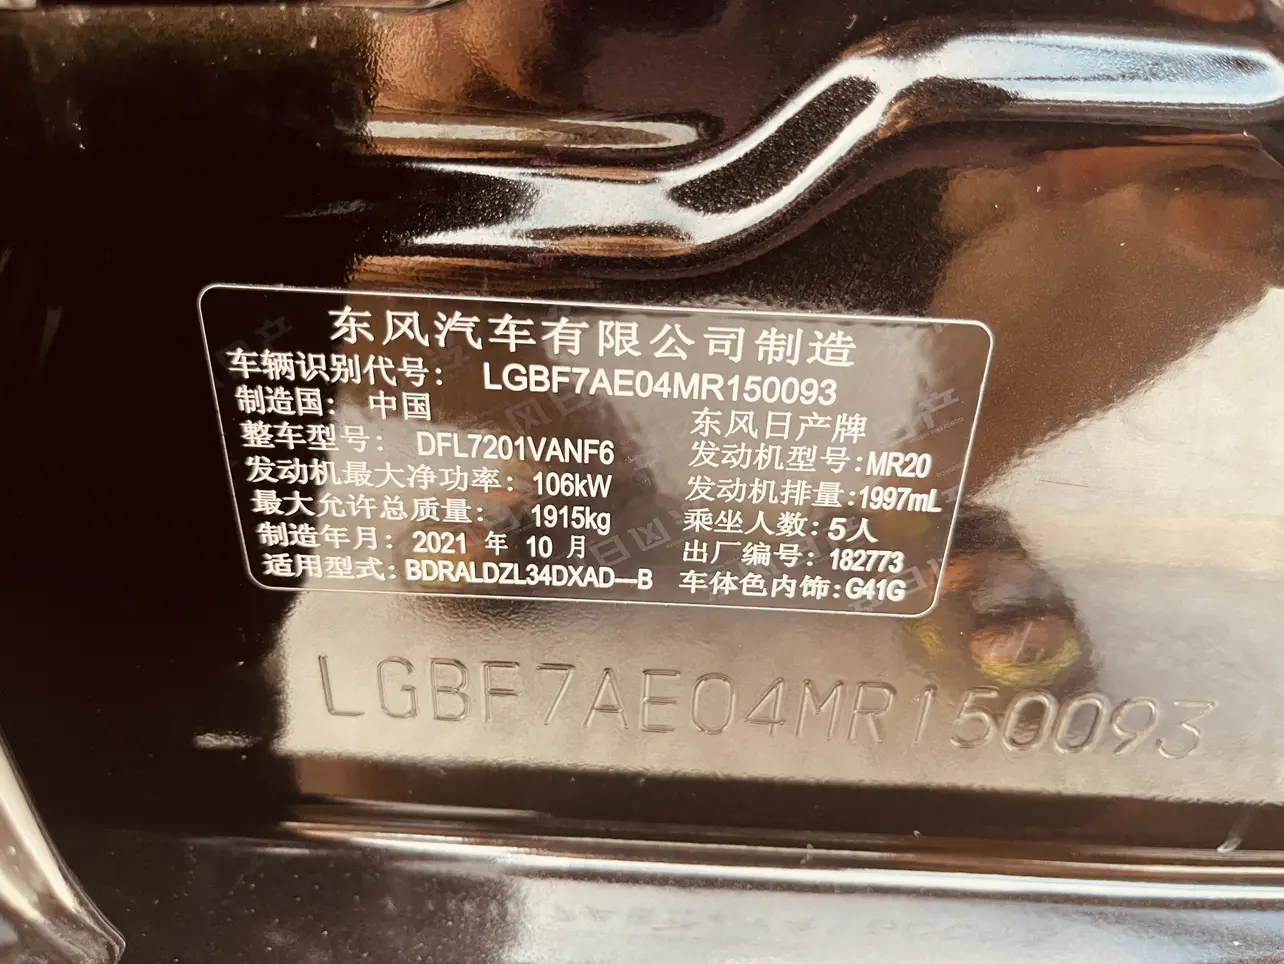 东风汽车有限公司制造
车辆识别代号: LGBF7AE04MR150093
制造国: 中国 东风日产牌
整车型号: DFL7201VANF6 发动机型号:MR20
发动机最大净功率: 106kW 发动机排量:1997mL
最大允许总质量: 1915kg 乘坐人数:5人
制造年月: 2021 年 10 月 出厂编号: 182773
适用型式:BDRALDZL34DXAD---B 车体色内饰:G41G
LGBF7AE04MR150093